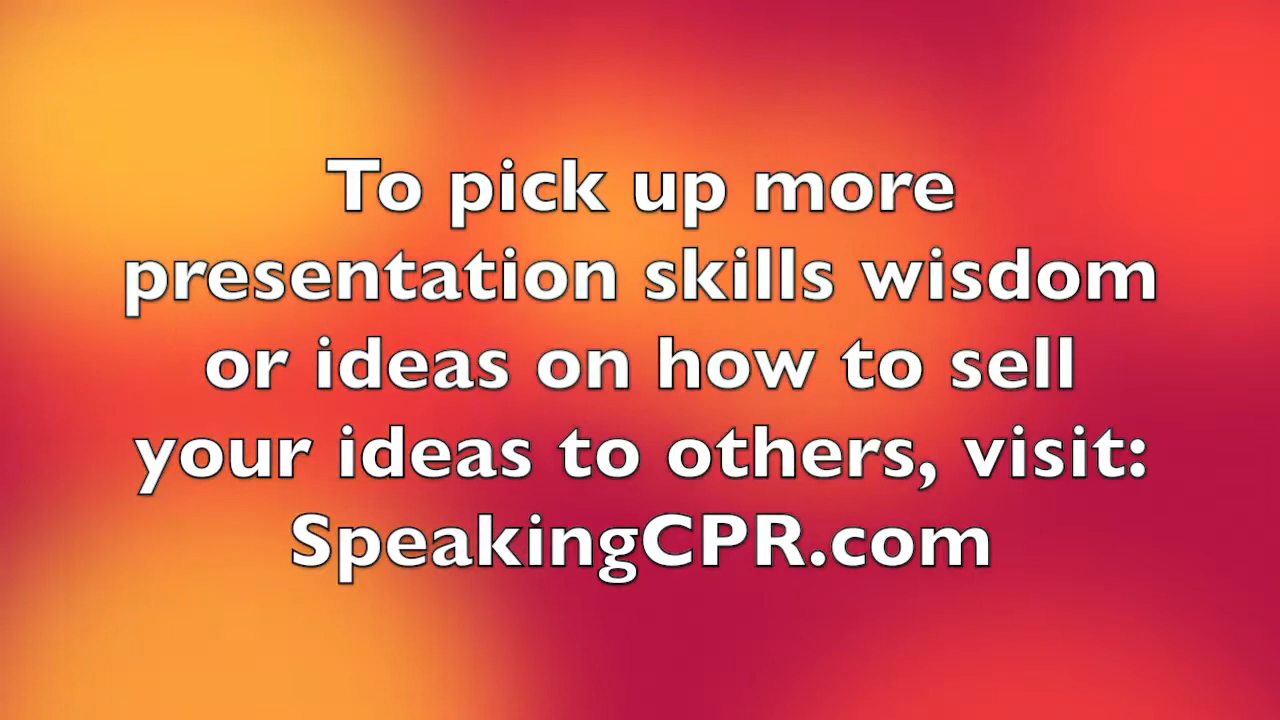 To pick up more
presentation skills wisdom
or ideas on how to sell
your ideas to others, visit:
SpeakingCPR.com